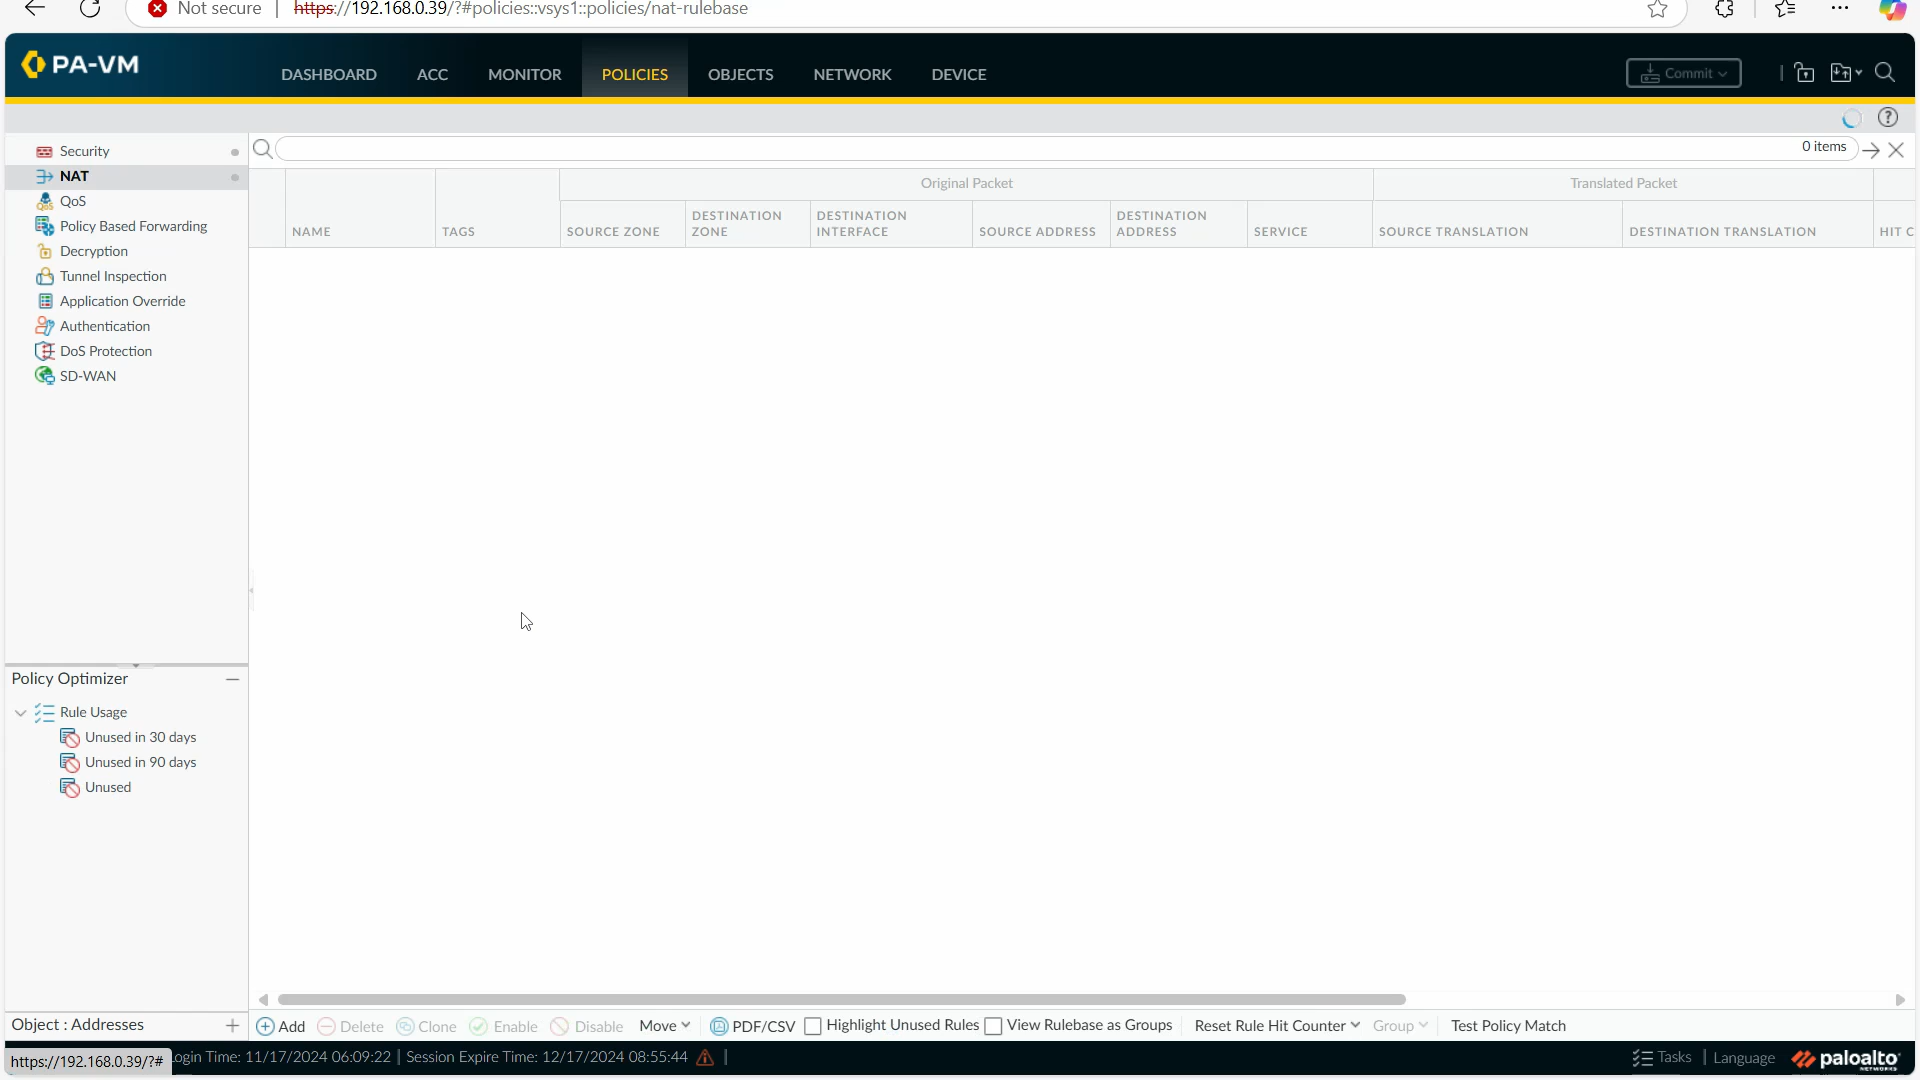 Not secure https://192.168.0.39/?#policies::vsys1::policies/nat-rulebase
PA-VM
DASHBOARD ACC MONITOR POLICIES OBJECTS NETWORK DEVICE
Commit
Security
NAT
QoS
Policy Based Forwarding
Decryption
Tunnel Inspection
Application Override
Authentication
DoS Protection
SD-WAN
0 items
Original Packet Translated Packet
NAME TAGS SOURCE ZONE DESTINATION ZONE DESTINATION INTERFACE SOURCE ADDRESS DESTINATION ADDRESS SERVICE SOURCE TRANSLATION DESTINATION TRANSLATION HIT C
Policy Optimizer
Rule Usage
Unused in 30 days
Unused in 90 days
Unused
Object : Addresses
Add Delete Clone Enable Disable Move PDF/CSV Highlight Unused Rules View Rulebase as Groups Reset Rule Hit Counter Group Test Policy Match
https://192.168.0.39/?# ogin Time: 11/17/2024 06:09:22 | Session Expire Time: 12/17/2024 08:55:44 Tasks | Language paloalto NETWORKS